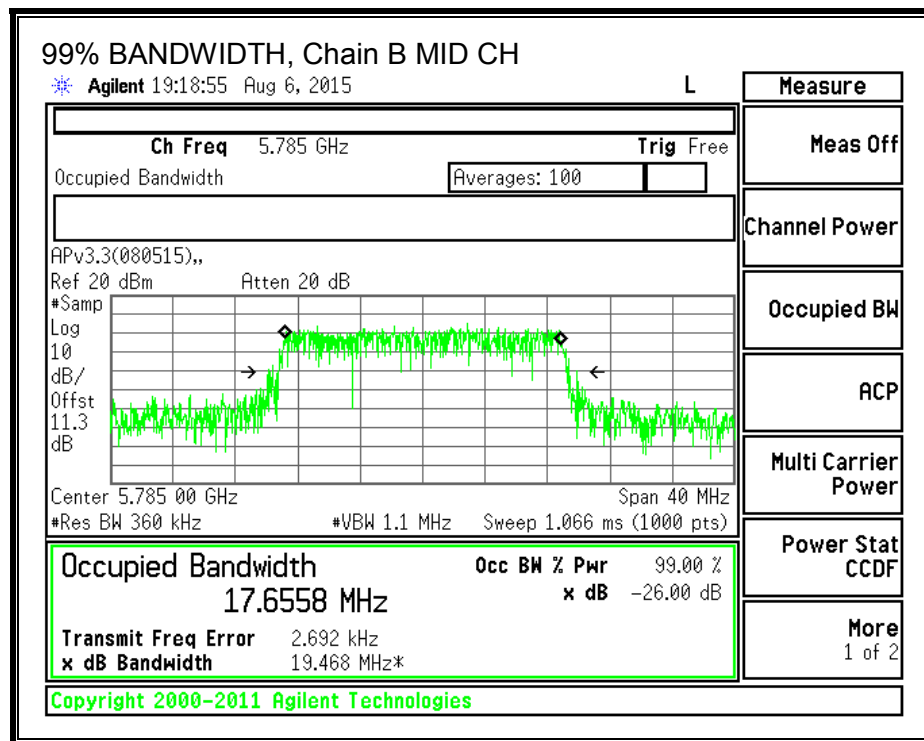 99% BANDWIDTH, Chain B MID CH
Agilent 19:18:55 Aug 6, 2015 L
Measure
Ch Freq 5.785 GHz Trig Free
Meas Off
Occupied Bandwidth Averages: 100
Channel Power
APv3.3(080515),,
Ref 20 dBm Atten 20 dB
#Samp
Log
10
dB/
Offst
11.3
dB
Occupied BW
ACP
Multi Carrier
Power
Center 5.785 00 GHz Span 40 MHz
#Res BW 360 kHz #VBW 1.1 MHz Sweep 1.066 ms (1000 pts)
Occupied Bandwidth Occ BW % Pwr 99.00 %
17.6558 MHz x dB -26.00 dB
Transmit Freq Error 2.692 kHz
x dB Bandwidth 19.468 MHz*
Power Stat
CCDF
More
1 of 2
Copyright 2000-2011 Agilent Technologies